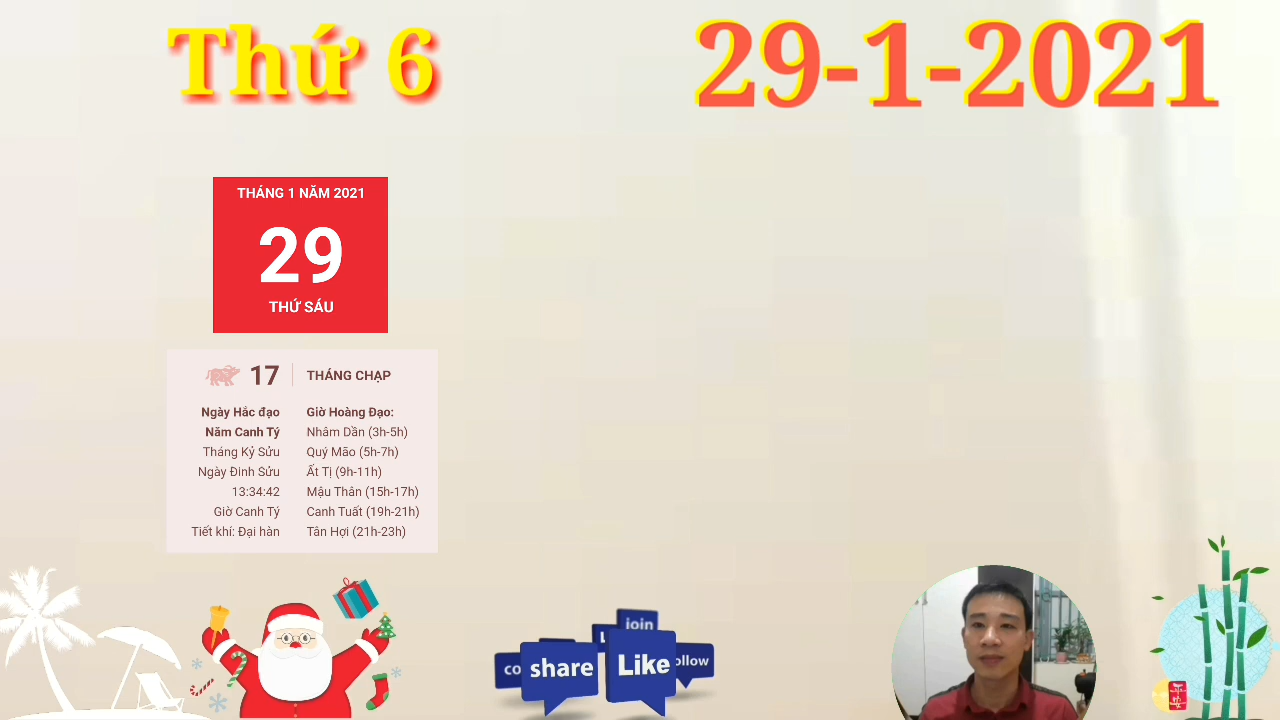 Thứ 6
29-1-2021
THÁNG 1 NĂM 2021
29
THỨ SÁU
17
THÁNG CHẠP
Ngày Hắc đạo
Năm Canh Tý
Tháng Kỷ Sửu
Ngày Đinh Sửu
13:34:42
Giờ Canh Tý
Tiết khí: Đại hàn
Giờ Hoàng Đạo:
Nhâm Dần (3h-5h)
Quý Mão (5h-7h)
Ất Tị (9h-11h)
Mậu Thân (15h-17h)
Canh Tuất (19h-21h)
Tân Hợi (21h-23h)
join
co
share
L
Like
ollow